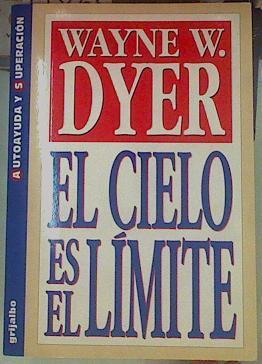 WAYNE W.
DYER
EL CIELO
ES
EL LÍMITE
AUTOAYUDA Y SUPERACIÓN
grijalbo